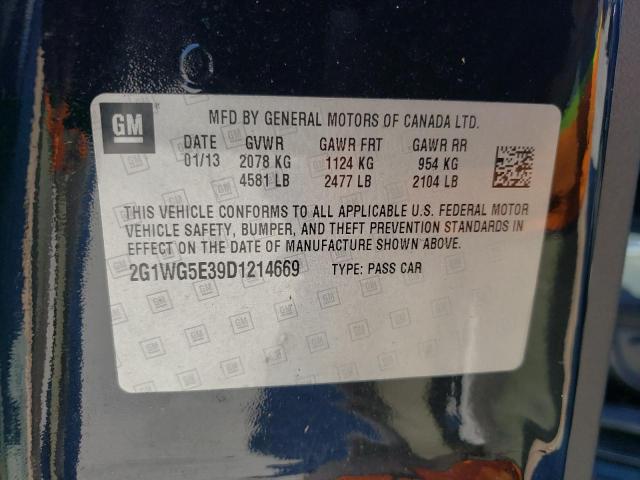 GM
MFD BY GENERAL MOTORS OF CANADA LTD.
DATE GVWR GAWR FRT GAWR RR
01/13 2078 KG 1124 KG 954 KG
4581 LB 2477 LB 2104 LB
THIS VEHICLE CONFORMS TO ALL APPLICABLE U.S. FEDERAL MOTOR
VEHICLE SAFETY, BUMPER, AND THEFT PREVENTION STANDARDS IN
EFFECT ON THE DATE OF MANUFACTURE SHOWN ABOVE.
2G1WG5E39D1214669 TYPE: PASS CAR